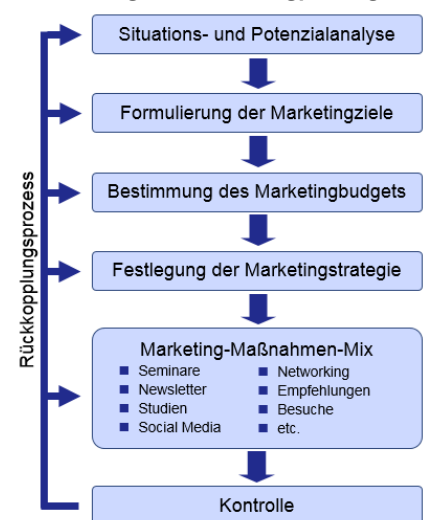 Situations- und Potenzialanalyse
Formulierung der Marketingziele
Bestimmung des Marketingbudgets
Festlegung der Marketingstrategie
Marketing-Maßnahmen-Mix
Seminare
Newsletter
Studien
Social Media
Networking
Empfehlungen
Besuche
etc.
Kontrolle
Rückkopplungsprozess